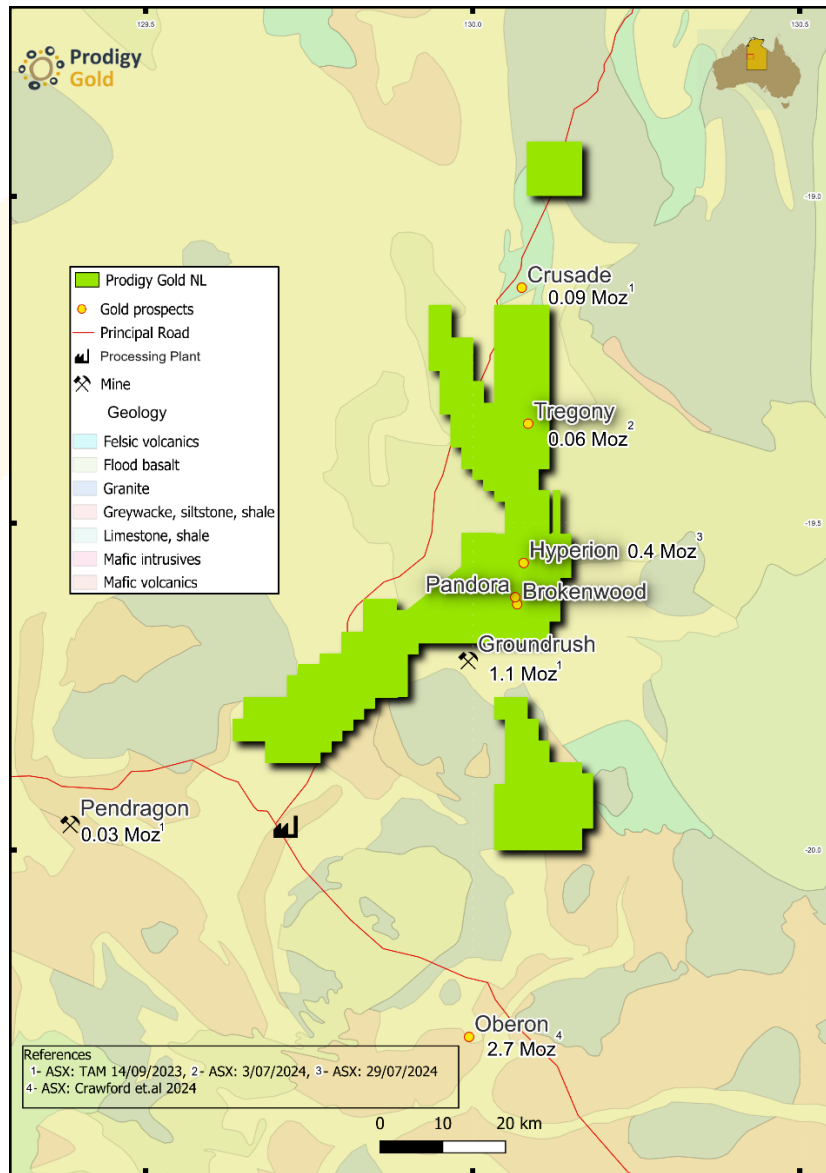 129.5
130.0
130.5
Prodigy
Gold
-19.0
Crusade
0.09 Moz1
Prodigy Gold NL
Gold prospects
Principal Road
Processing Plant
Mine
Geology
Felsic volcanics
Flood basalt
Granite
Greywacke, siltstone, shale
Limestone, shale
Mafic intrusives
Mafic volcanics
Tregony
0.06 Moz2
-19.5
Hyperion 0.4 Moz3
Pandora
Brokenwood
Groundrush
1.1 Moz1
Pendragon
0.03 Moz1
-20.0
Oberon
2.7 Moz4
References
1- ASX: TAM 14/09/2023, 2- ASX: 3/07/2024, 3- ASX: 29/07/2024
4- ASX: Crawford et.al 2024
0 10 20 km